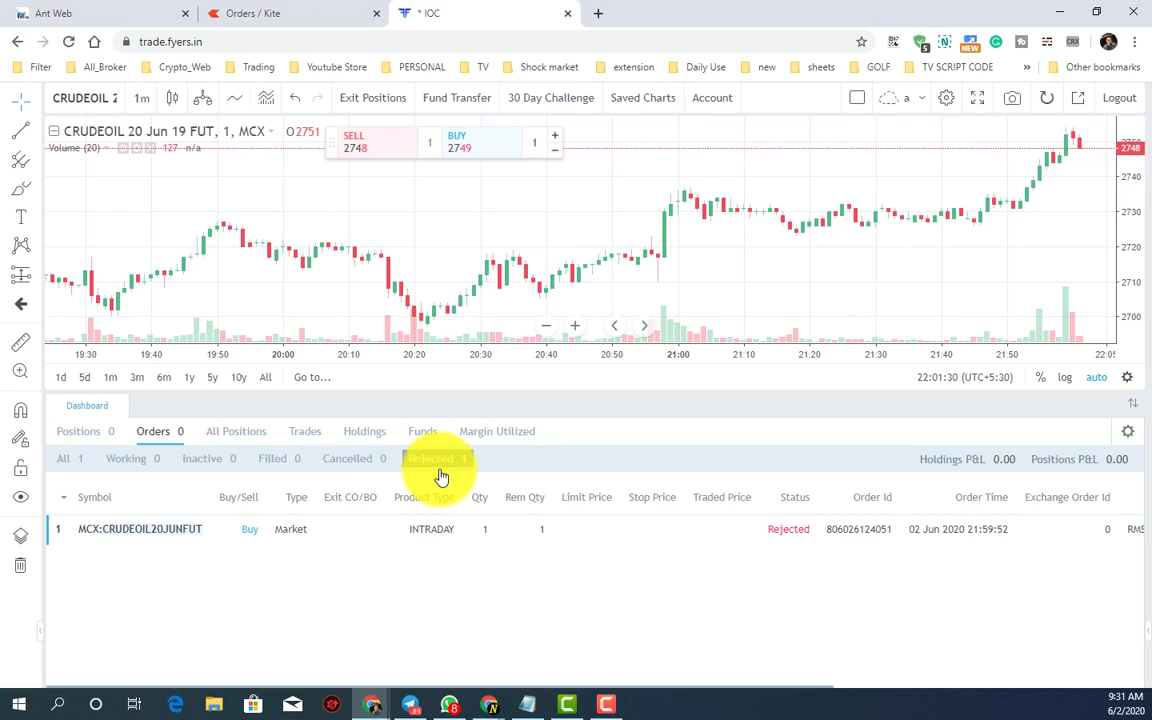 Ant Web
Orders / Kite
* IOC
trade.fyers.in
Filter All_Broker Crypto_Web Trading Youtube Store PERSONAL TV Shock market extension Daily Use new sheets GOLF TV SCRIPT CODE » Other bookmarks
CRUDEOIL 2 1m Exit Positions Fund Transfer 30 Day Challenge Saved Charts Account a Logout
CRUDEOIL 20 Jun 19 FUT, 1, MCX O2751
SELL
2748
1
BUY
2749
1
Volume (20) 127 n/a
2748
2740
2730
2720
2710
2700
19:30 19:40 19:50 20:00 20:10 20:20 20:30 20:40 20:50 21:00 21:10 21:20 21:30 21:40 21:50 22:05
1d 5d 1m 3m 6m 1y 5y 10y All Go to... 22:01:30 (UTC+5:30) % log auto
Dashboard
Positions 0 Orders 0 All Positions Trades Holdings Funds Margin Utilized
All 1 Working 0 Inactive 0 Filled 0 Cancelled 0 Rejected 1 Holdings P&L 0.00 Positions P&L 0.00
Symbol Buy/Sell Type Exit CO/BO Product Type Qty Rem Qty Limit Price Stop Price Traded Price Status Order Id Order Time Exchange Order Id
1 MCX:CRUDEOIL20JUNFUT Buy Market INTRADAY 1 1 Rejected 806026124051 02 Jun 2020 21:59:52 0 RMS
9:31 AM
6/2/2020